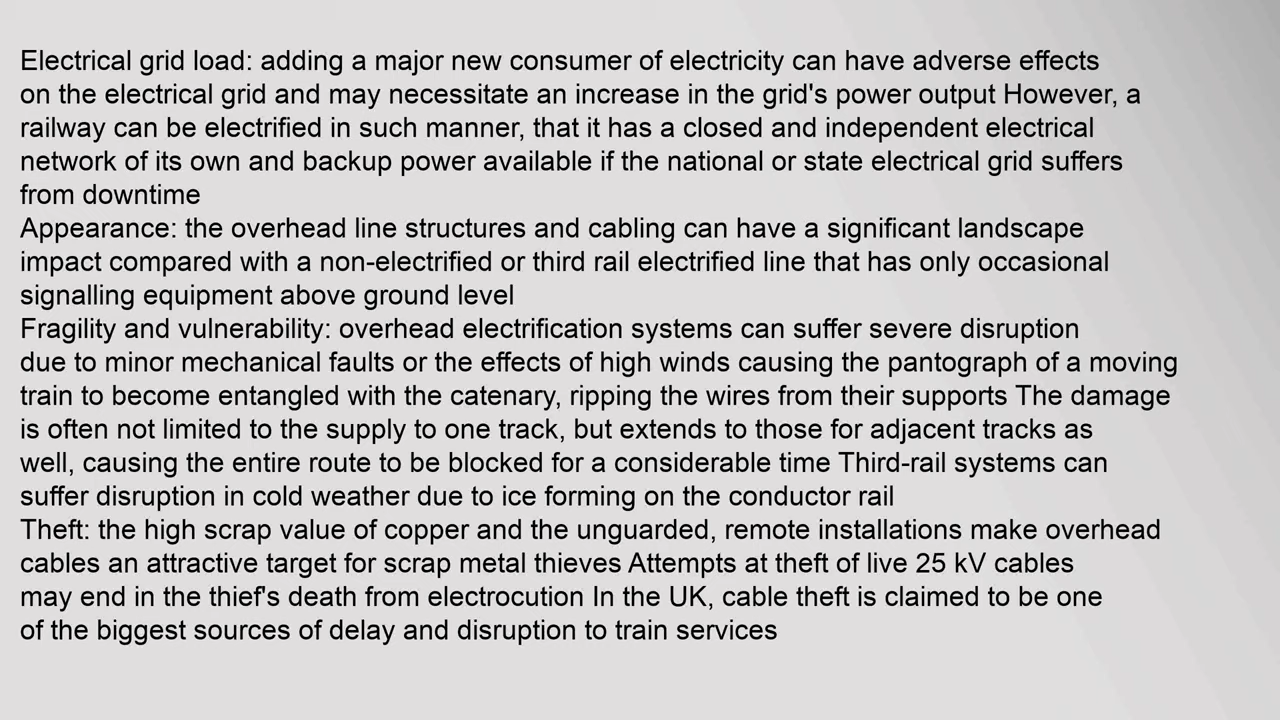 Electrical grid load: adding a major new consumer of electricity can have adverse effects
on the electrical grid and may necessitate an increase in the grid's power output However, a
railway can be electrified in such manner, that it has a closed and independent electrical
network of its own and backup power available if the national or state electrical grid suffers
from downtime
Appearance: the overhead line structures and cabling can have a significant landscape
impact compared with a non-electrified or third rail electrified line that has only occasional
signalling equipment above ground level
Fragility and vulnerability: overhead electrification systems can suffer severe disruption
due to minor mechanical faults or the effects of high winds causing the pantograph of a moving
train to become entangled with the catenary, ripping the wires from their supports The damage
is often not limited to the supply to one track, but extends to those for adjacent tracks as
well, causing the entire route to be blocked for a considerable time Third-rail systems can
suffer disruption in cold weather due to ice forming on the conductor rail
Theft: the high scrap value of copper and the unguarded, remote installations make overhead
cables an attractive target for scrap metal thieves Attempts at theft of live 25 kV cables
may end in the thief's death from electrocution In the UK, cable theft is claimed to be one
of the biggest sources of delay and disruption to train services